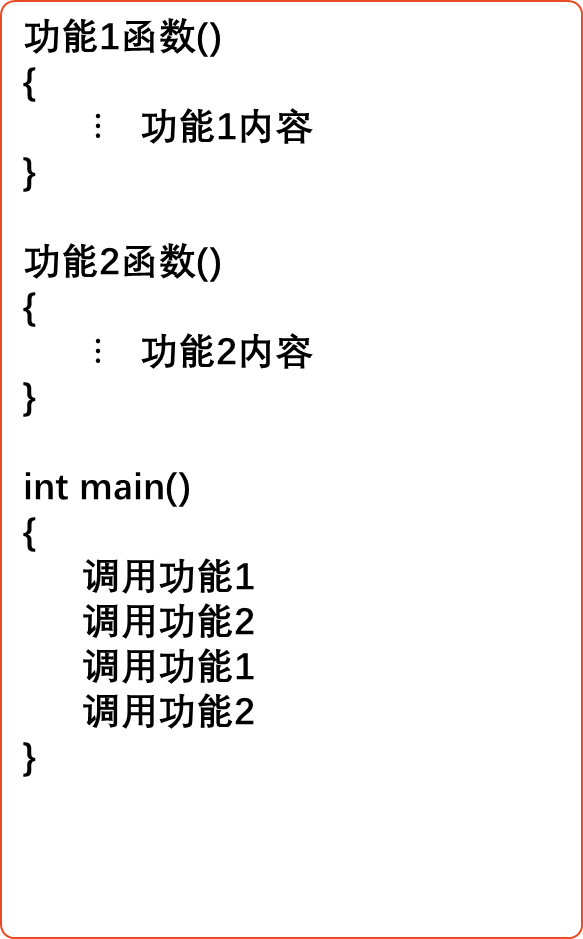 功能1函数()
{
⋮ 功能1内容
}
功能2函数()
{
⋮ 功能2内容
}
int main()
{
调用功能1
调用功能2
调用功能1
调用功能2
}